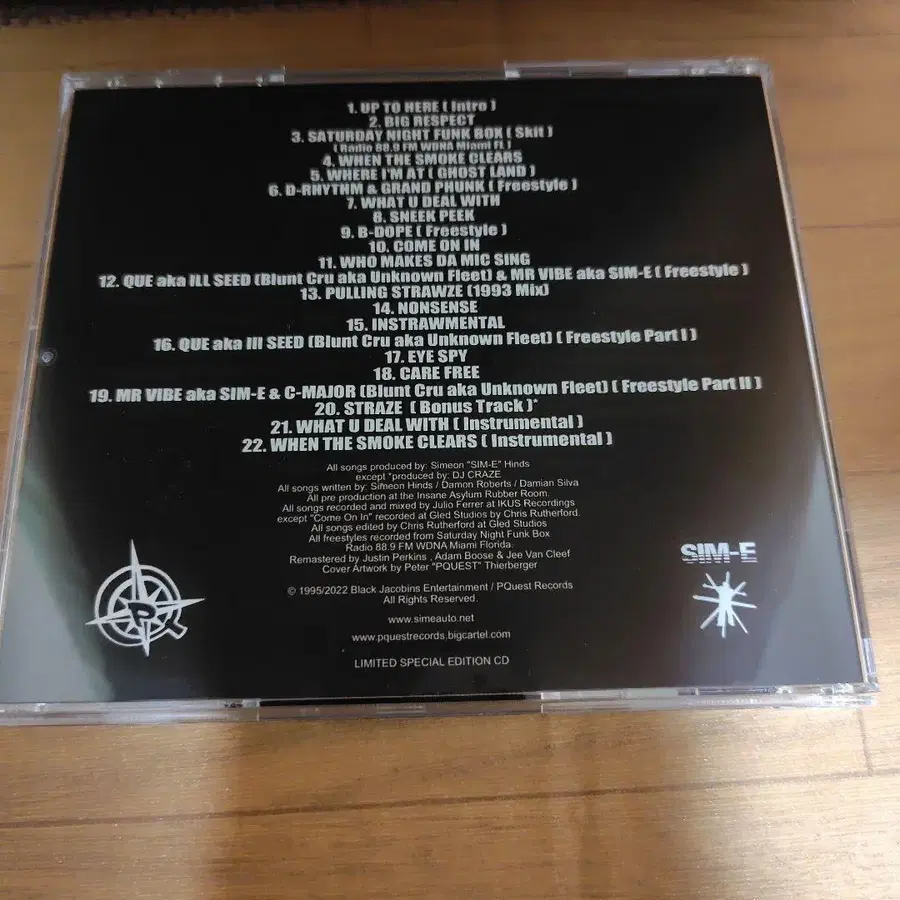 1. UP TO HERE ( Intro )
2. BIG RESPECT
3. SATURDAY NIGHT FUNK BOX ( Skit )
( Radio 88.9 FM WDNA Miami FL )
4. WHEN THE SMOKE CLEARS
5. WHERE I'M AT ( GHOST LAND )
6. D-RHYTHM & GRAND PHUNK ( Freestyle )
7. WHAT U DEAL WITH
8. SNEEK PEEK
9. B-DOPE ( Freestyle )
10. COME ON IN
11. WHO MAKES DA MIC SING
12. QUE aka ILL SEED (Blunt Cru aka Unknown Fleet) & MR VIBE aka SIM-E ( Freestyle )
13. PULLING STRAWZE (1993 Mix)
14. NONSENSE
15. INSTRAWMENTAL
16. QUE aka Ill SEED (Blunt Cru aka Unknown Fleet) ( Freestyle Part I )
17. EYE SPY
18. CARE FREE
19. MR VIBE aka SIM-E & C-MAJOR (Blunt Cru aka Unknown Fleet) ( Freestyle Part II )
20. STRAZE ( Bonus Track )*
21. WHAT U DEAL WITH ( Instrumental )
22. WHEN THE SMOKE CLEARS ( Instrumental )
All songs produced by: Simeon "SIM-E" Hinds
except *produced by: DJ CRAZE
All songs written by: Simeon Hinds / Damon Roberts / Damian Silva
All pre production at the Insane Asylum Rubber Room.
All songs recorded and mixed by Julio Ferrer at IKUS Recordings
except "Come On In" recorded at Gled Studios by Chris Rutherford.
All songs edited by Chris Rutherford at Gled Studios
All freestyles recorded from Saturday Night Funk Box
Radio 88.9 FM WDNA Miami Florida.
Remastered by Justin Perkins , Adam Boose & Jee Van Cleef
Cover Artwork by Peter "PQUEST" Thierberger
SIM-E
© 1995/2022 Black Jacobins Entertainment / PQuest Records
All Rights Reserved.
www.simeauto.net
www.pquestrecords.bigcartel.com
LIMITED SPECIAL EDITION CD